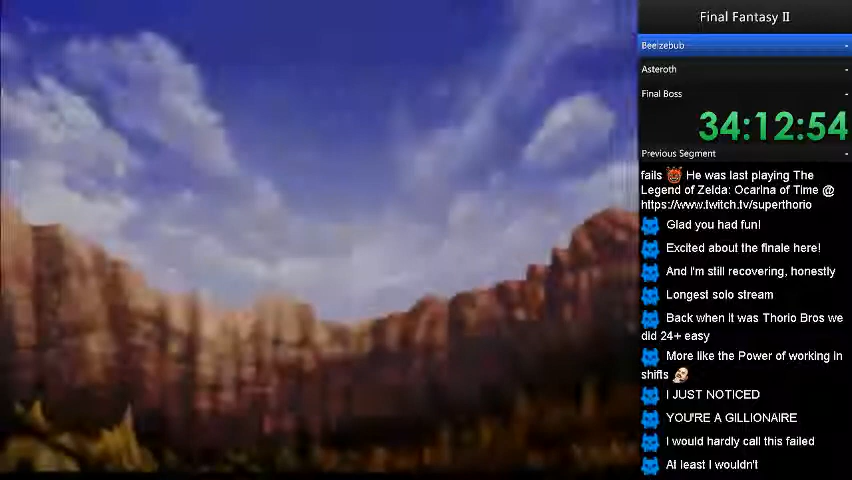 Final Fantasy II
Beelzebub -
Asteroth -
Final Boss -
34:12:54
Previous Segment -
fails He was last playing The
Legend of Zelda: Ocarina of Time @
https://www.twitch.tv/superthorio
Glad you had fun!
Excited about the finale here!
And I'm still recovering, honestly
Longest solo stream
Back when it was Thorio Bros we
did 24+ easy
More like the Power of working in
shifts
I JUST NOTICED
YOU'RE A GILLIONAIRE
I would hardly call this failed
At least I wouldn't